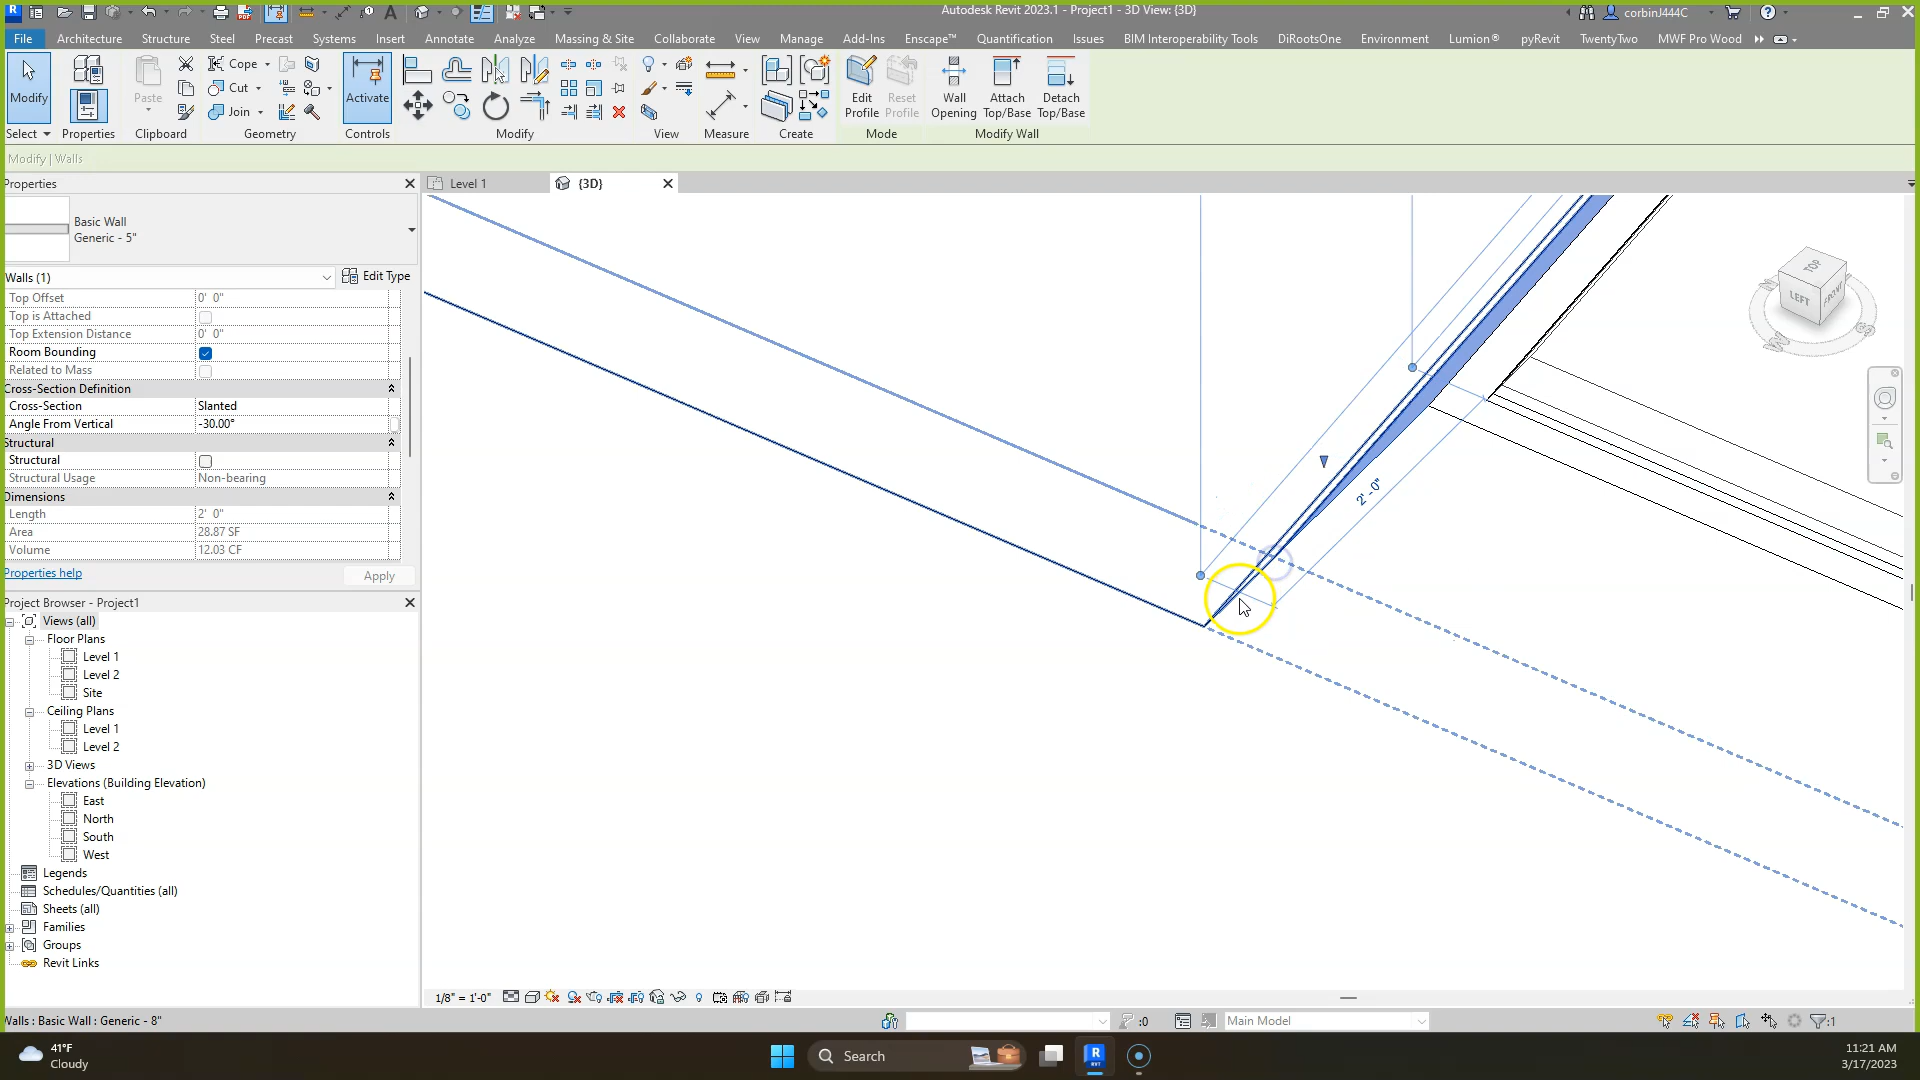 Autodesk Revit 2023.1 - Project1 - 3D View: {3D}
corbinJ444C
File Architecture Structure Steel Precast Systems Insert Annotate Analyze Massing & Site Collaborate View Manage Add-Ins Enscape™ Quantification Issues BIM Interoperability Tools DiRootsOne Environment Lumion® pyRevit TwentyTwo MWF Pro Wood
Modify
Paste
Cope
Cut
Join
Activate
Edit Profile
Reset Profile
Wall Opening
Attach Top/Base
Detach Top/Base
Select Properties Clipboard Geometry Controls Modify View Measure Create Mode Modify Wall
Modify | Walls
Properties
Level 1
{3D}
Basic Wall
Generic - 5"
Walls (1)
Edit Type
Top Offset 0' 0"
Top is Attached
Top Extension Distance 0' 0"
Room Bounding
Related to Mass
Cross-Section Definition
Cross-Section Slanted
Angle From Vertical -30.00°
Structural
Structural
Structural Usage Non-bearing
Dimensions
Length 2' 0"
Area 28.87 SF
Volume 12.03 CF
Properties help
Apply
Project Browser - Project1
Views (all)
Floor Plans
Level 1
Level 2
Site
Ceiling Plans
Level 1
Level 2
3D Views
Elevations (Building Elevation)
East
North
South
West
Legends
Schedules/Quantities (all)
Sheets (all)
Families
Groups
Revit Links
2' - 0"
TOP
LEFT
FRONT
W
S
1/8" = 1'-0"
Walls : Basic Wall : Generic - 8"
:0
Main Model
:1
41°F
Cloudy
Search
11:21 AM
3/17/2023